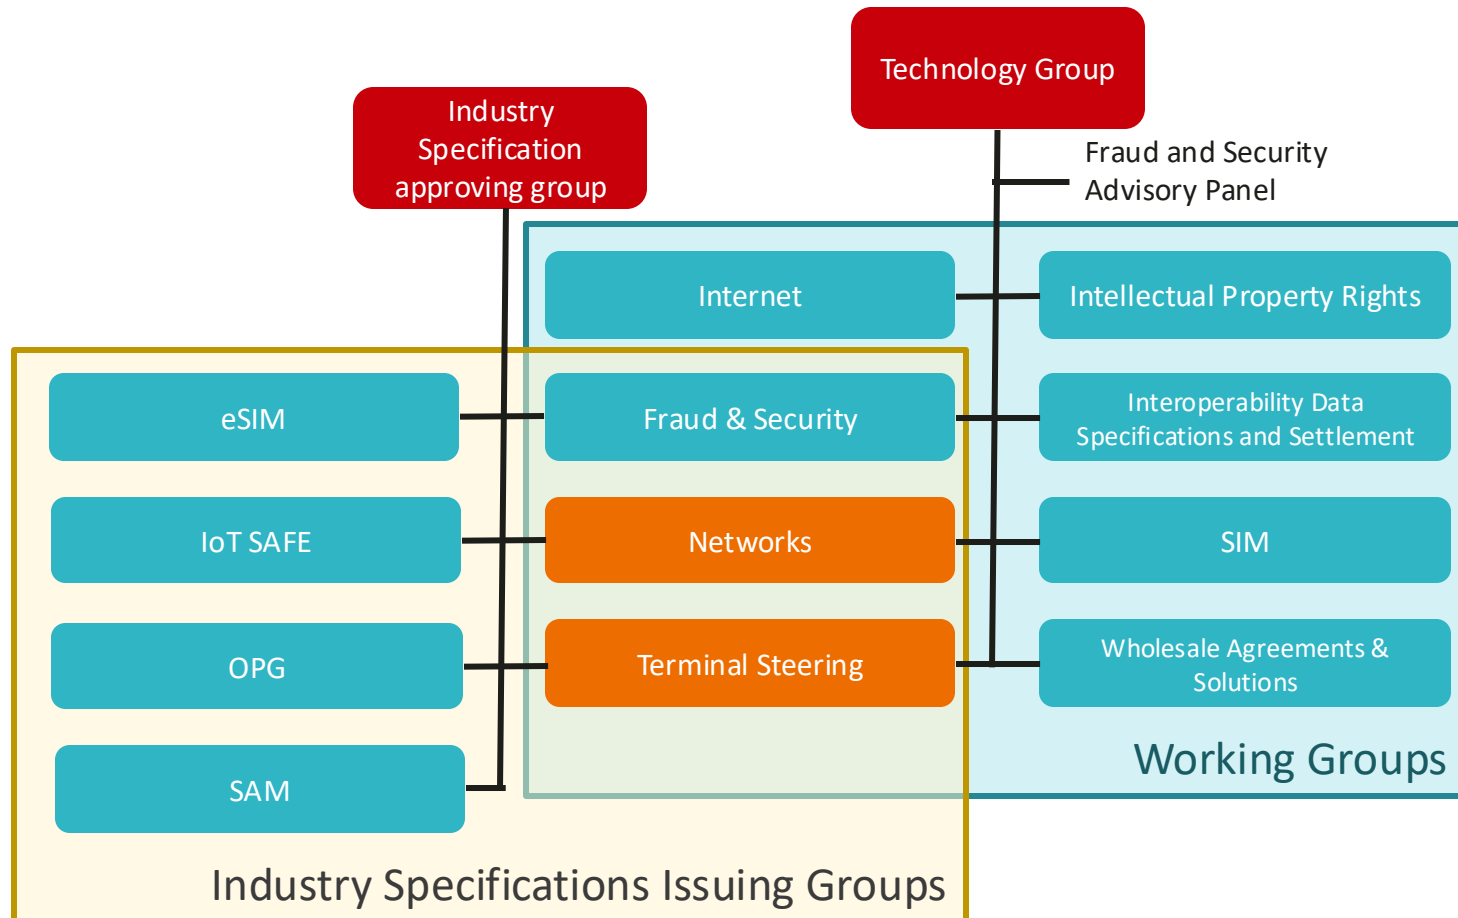 Technology Group
Industry
Specification
approving group
Fraud and Security
Advisory Panel
Internet
Intellectual Property Rights
eSIM
Fraud & Security
Interoperability Data
Specifications and Settlement
IoT SAFE
Networks
SIM
OPG
Terminal Steering
Wholesale Agreements &
Solutions
SAM
Working Groups
Industry Specifications Issuing Groups